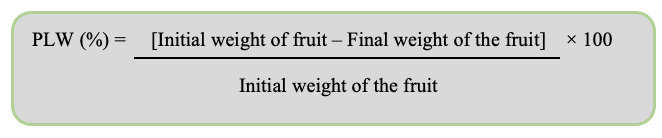 PLW (%) = [Initial weight of fruit – Final weight of the fruit] × 100
Initial weight of the fruit